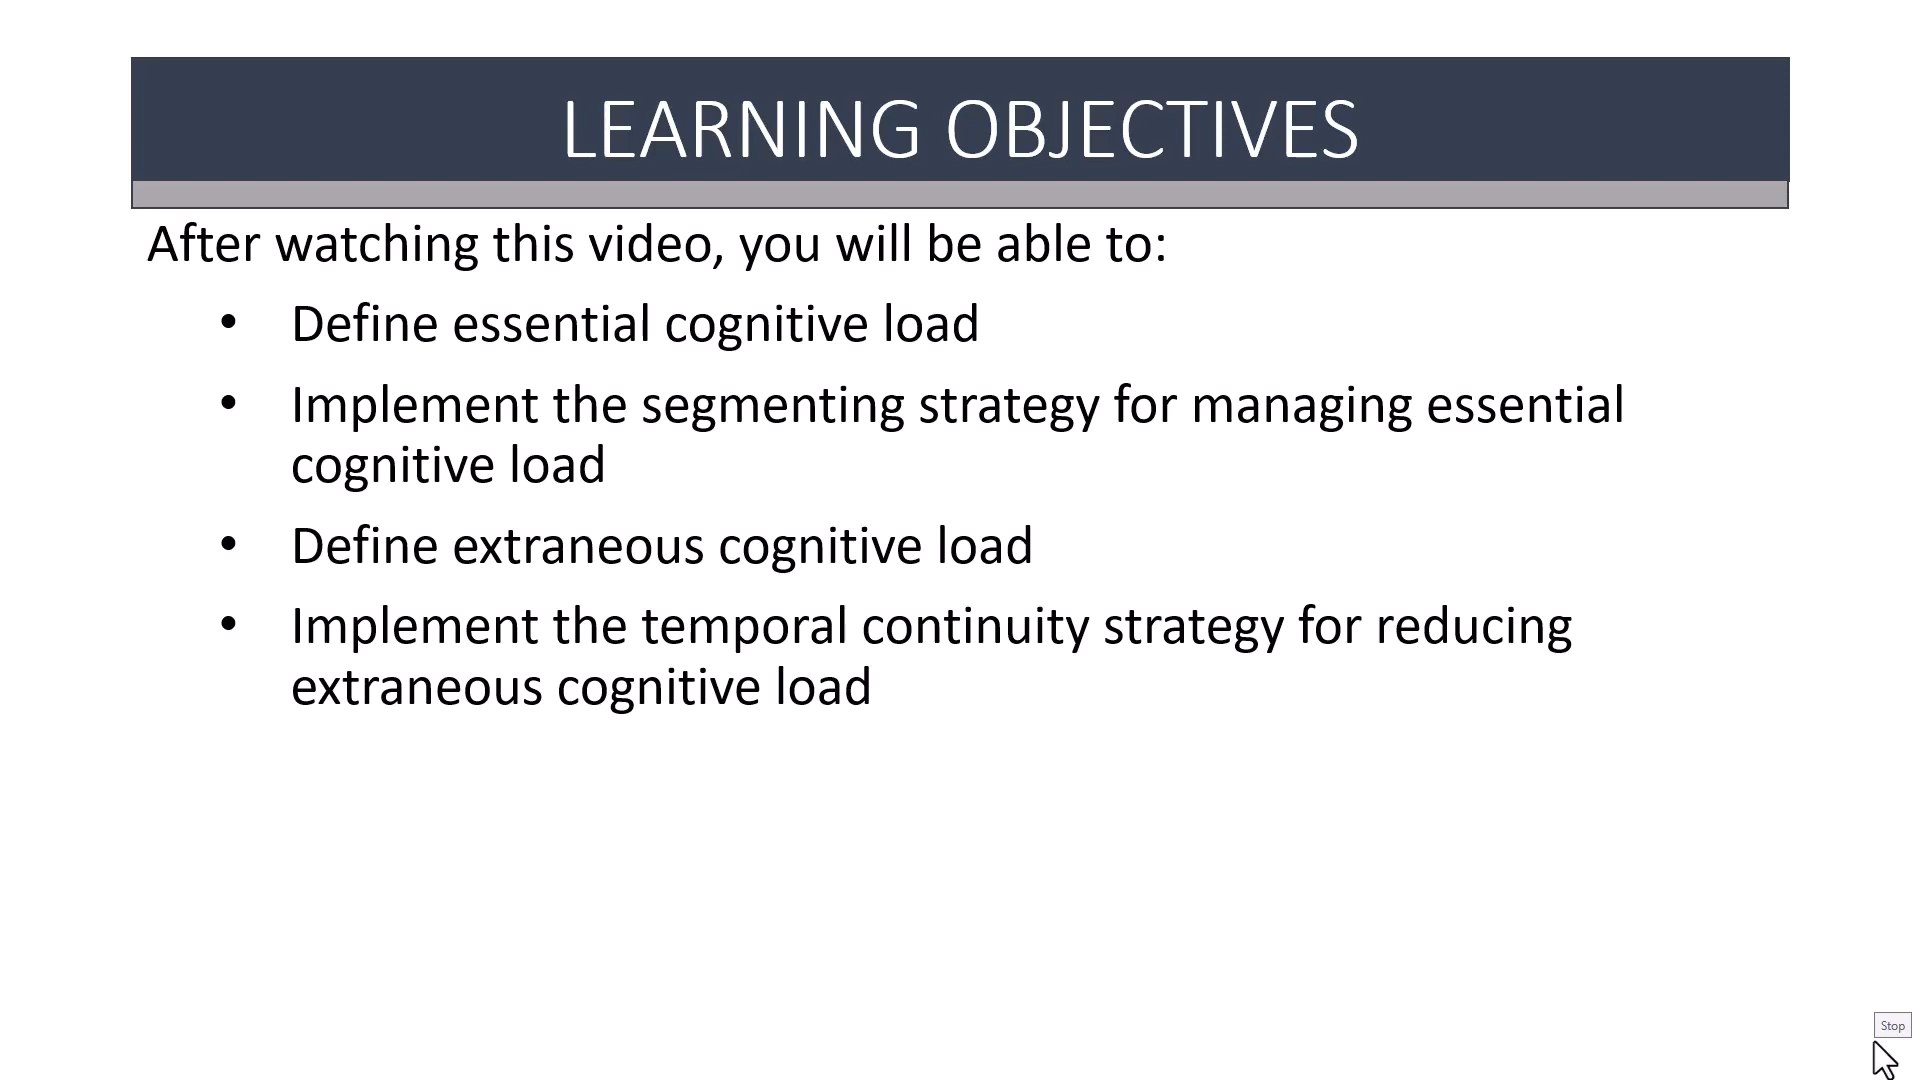 LEARNING OBJECTIVES
After watching this video, you will be able to:
• Define essential cognitive load
• Implement the segmenting strategy for managing essential
cognitive load
• Define extraneous cognitive load
• Implement the temporal continuity strategy for reducing
extraneous cognitive load
Stop